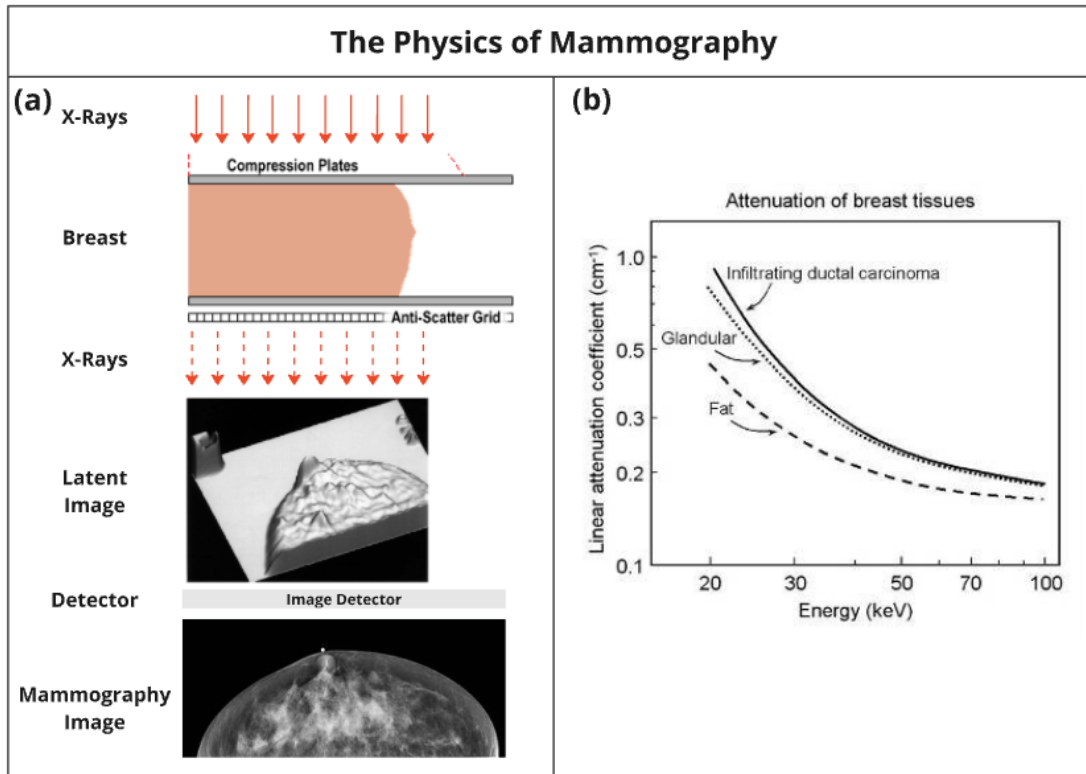 The Physics of Mammography
(a)
X-Rays
Compression Plates
Breast
Anti-Scatter Grid
X-Rays
Latent
Image
Detector
Image Detector
Mammography
Image
(b)
Attenuation of breast tissues
Linear attenuation coefficient (cm⁻¹)
1.0
0.5
0.3
0.2
0.1
Infiltrating ductal carcinoma
Glandular
Fat
20
30
50
70
100
Energy (keV)